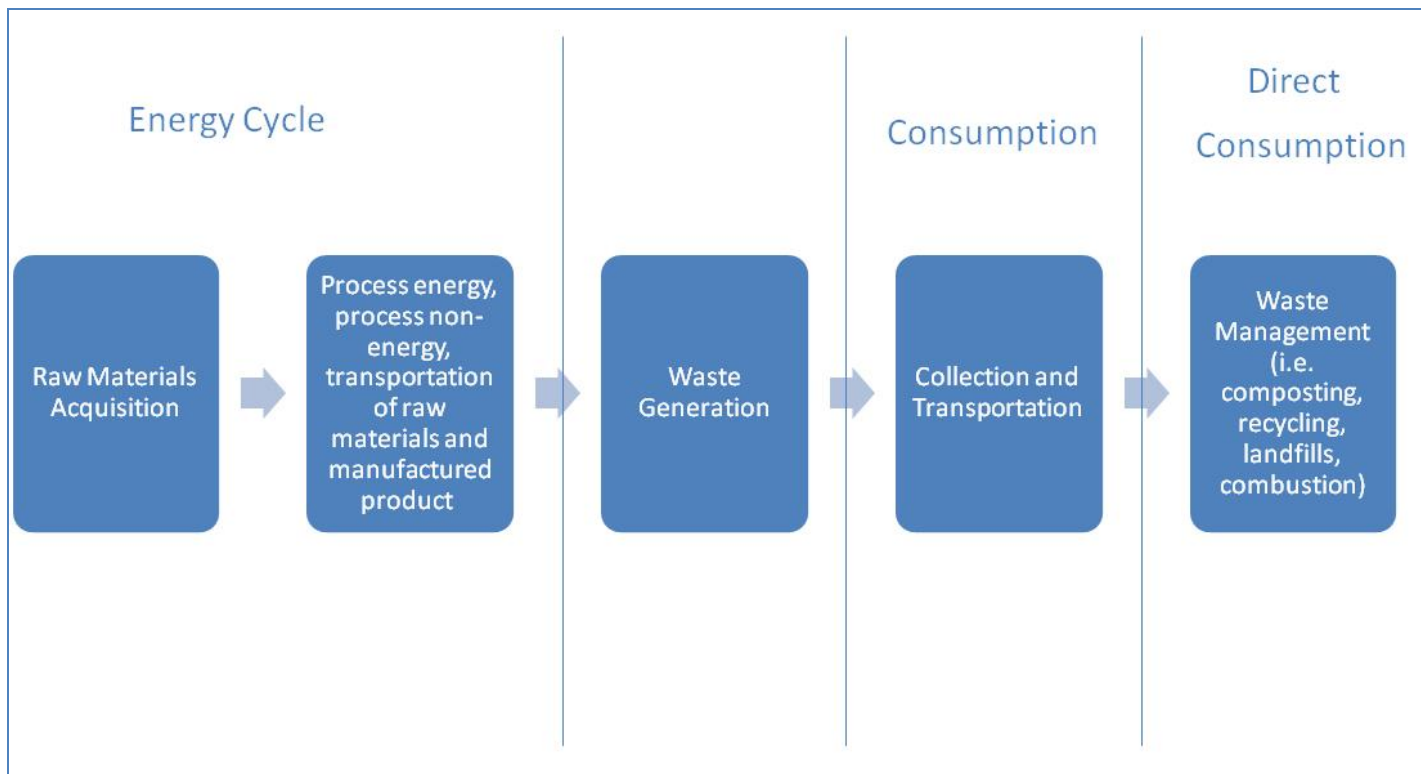 Energy Cycle
Consumption
Direct
Consumption
Raw Materials
Acquisition
Process energy,
process non-
energy,
transportation
of raw
materials and
manufactured
product
Waste
Generation
Collection and
Transportation
Waste
Management
(i.e.
composting,
recycling,
landfills,
combustion)